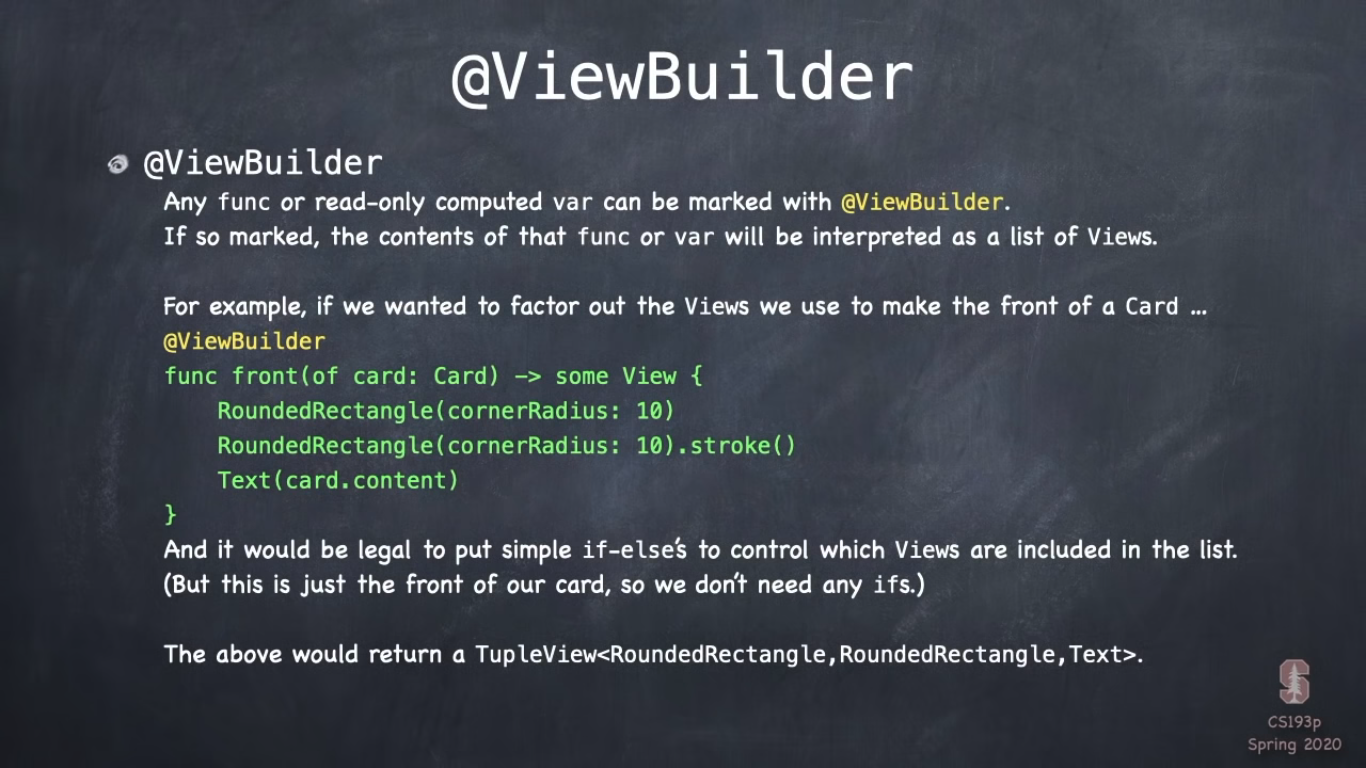 @ViewBuilder
@ViewBuilder
Any func or read-only computed var can be marked with @ViewBuilder.
If so marked, the contents of that func or var will be interpreted as a list of Views.
For example, if we wanted to factor out the Views we use to make the front of a Card ...
@ViewBuilder
func front(of card: Card) -> some View {
    RoundedRectangle(cornerRadius: 10)
    RoundedRectangle(cornerRadius: 10).stroke()
    Text(card.content)
}
And it would be legal to put simple if-else's to control which Views are included in the list.
(But this is just the front of our card, so we don't need any ifs.)
The above would return a TupleView<RoundedRectangle,RoundedRectangle,Text>.
S
CS193p
Spring 2020